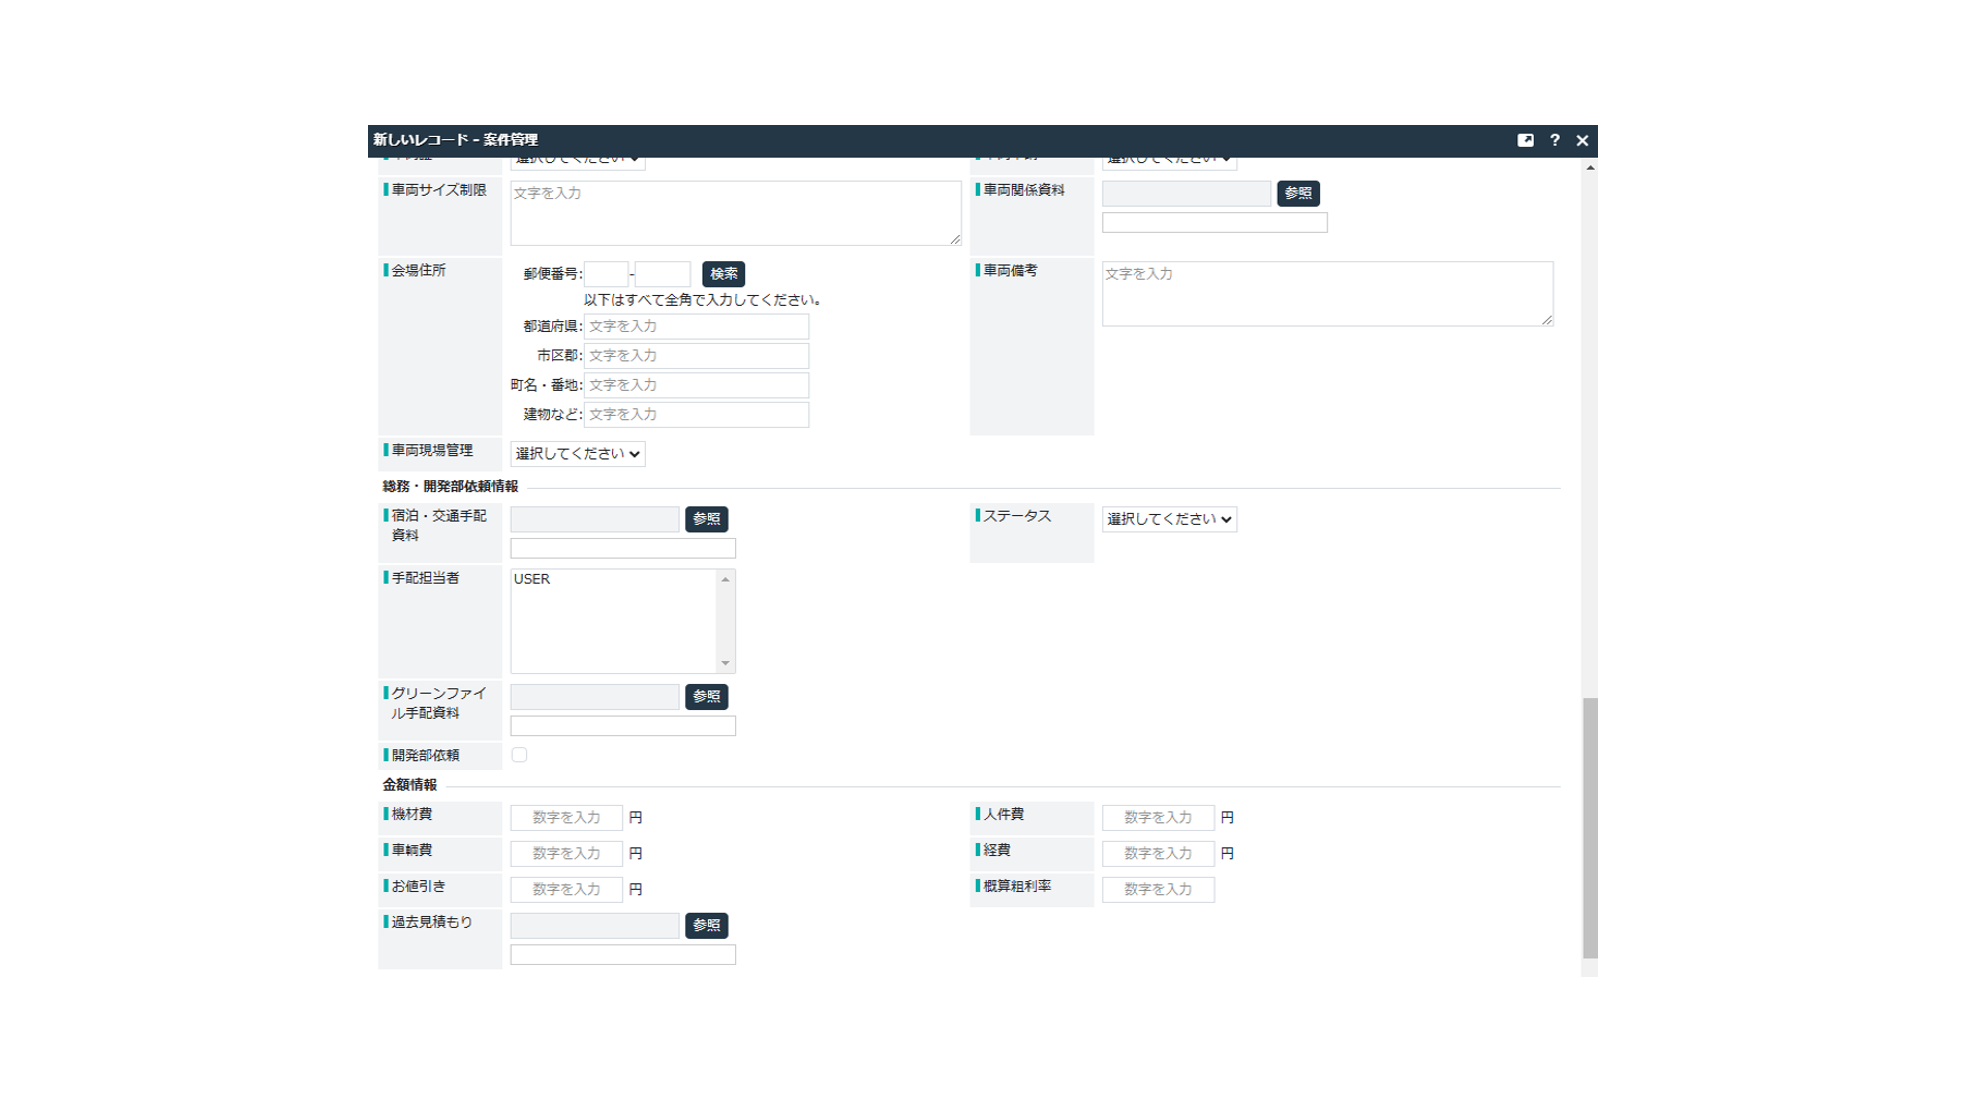 新しいレコード - 案件管理
?
選択してください
選択してください
車両サイズ制限
文字を入力
車両関係資料
参照
会場住所
郵便番号:
-
検索
以下はすべて全角で入力してください。
都道府県:
文字を入力
市区郡:
文字を入力
町名・番地:
文字を入力
建物など:
文字を入力
車両備考
文字を入力
車両現場管理
選択してください
総務・開発部依頼情報
宿泊・交通手配
資料
参照
ステータス
選択してください
手配担当者
USER
グリーンファイ
ル手配資料
参照
開発部依頼
金額情報
機材費
数字を入力
円
人件費
数字を入力
円
車輌費
数字を入力
円
経費
数字を入力
円
お値引き
数字を入力
円
概算粗利率
数字を入力
過去見積もり
参照